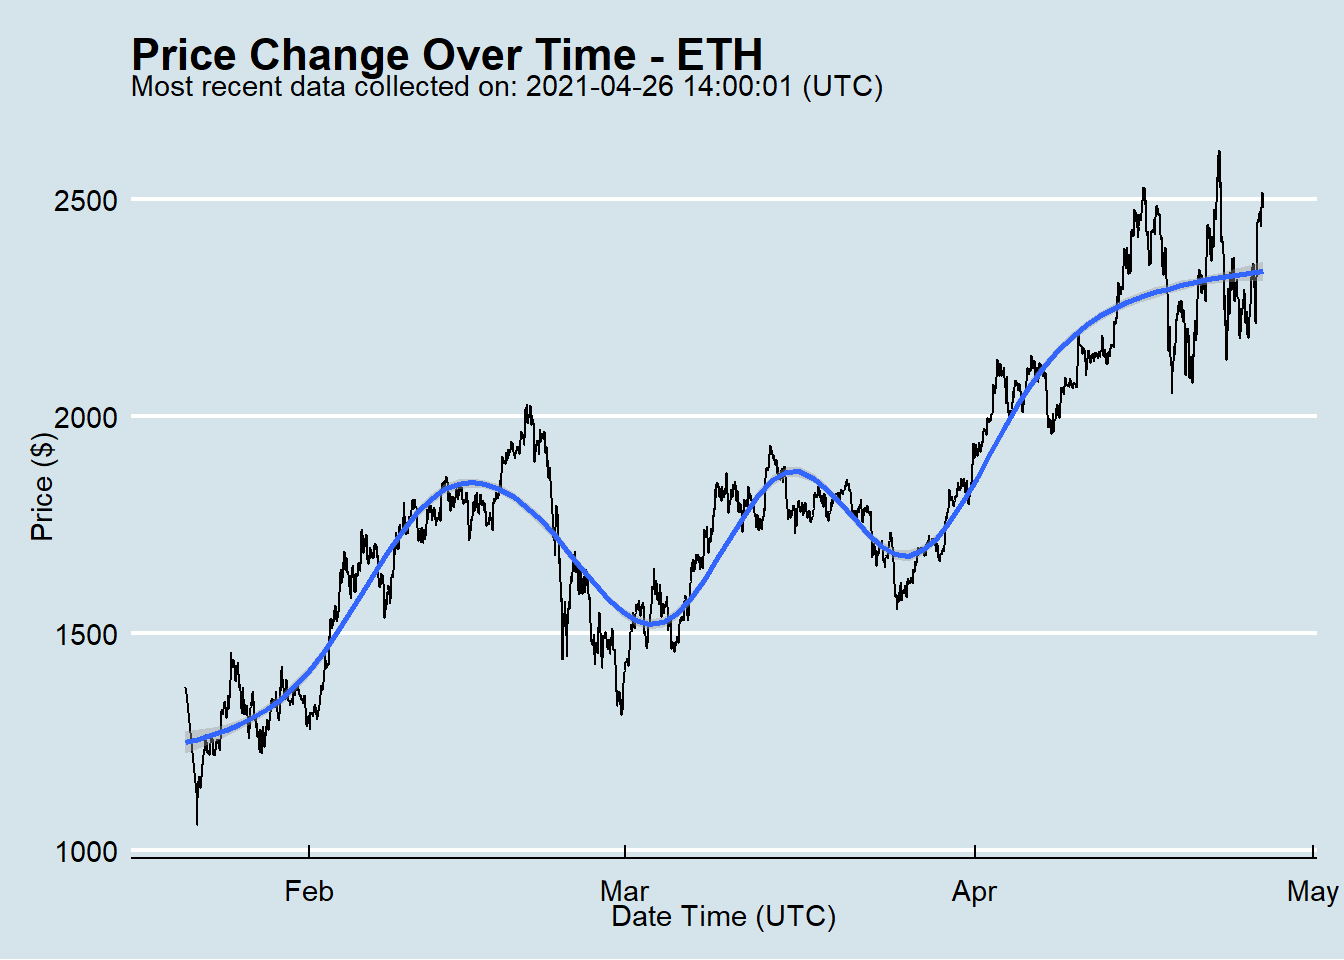 Price Change Over Time - ETH
Most recent data collected on: 2021-04-26 14:00:01 (UTC)
Price ($)
2500
2000
1500
1000
Feb Mar Apr May
Date Time (UTC)